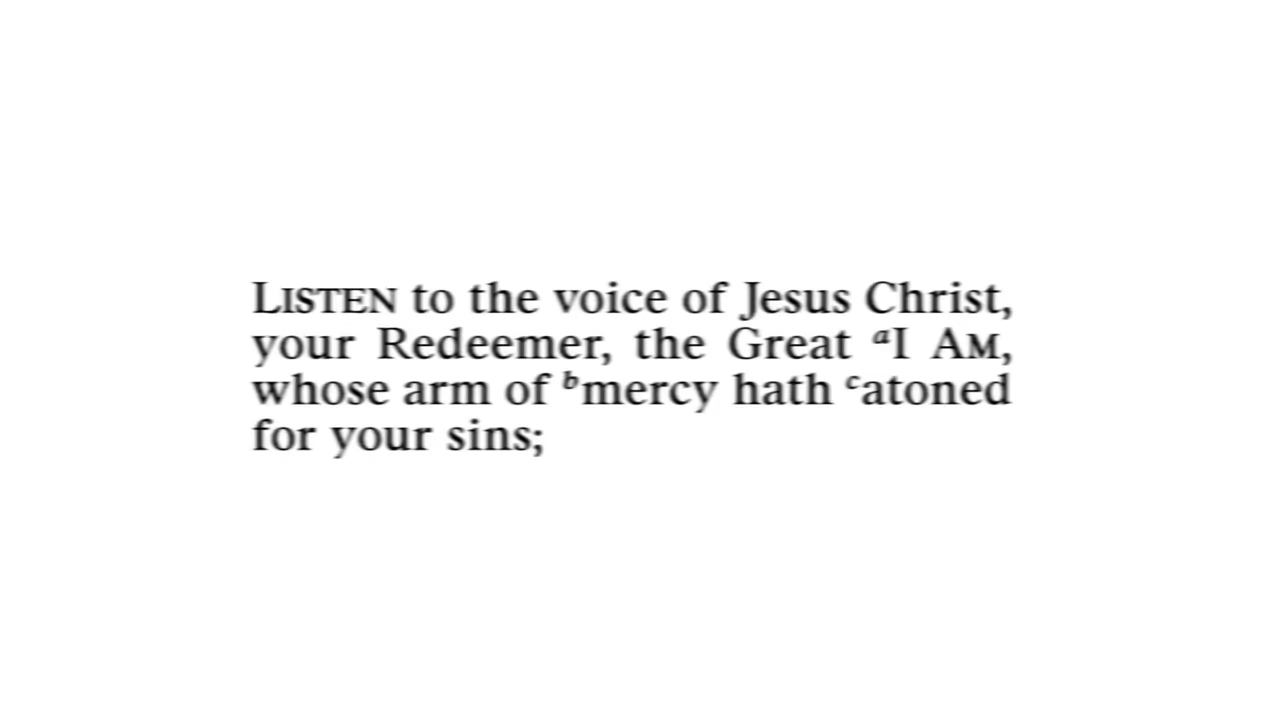 LISTEN to the voice of Jesus Christ,
your Redeemer, the Great aI AM,
whose arm of bmercy hath catoned
for your sins;